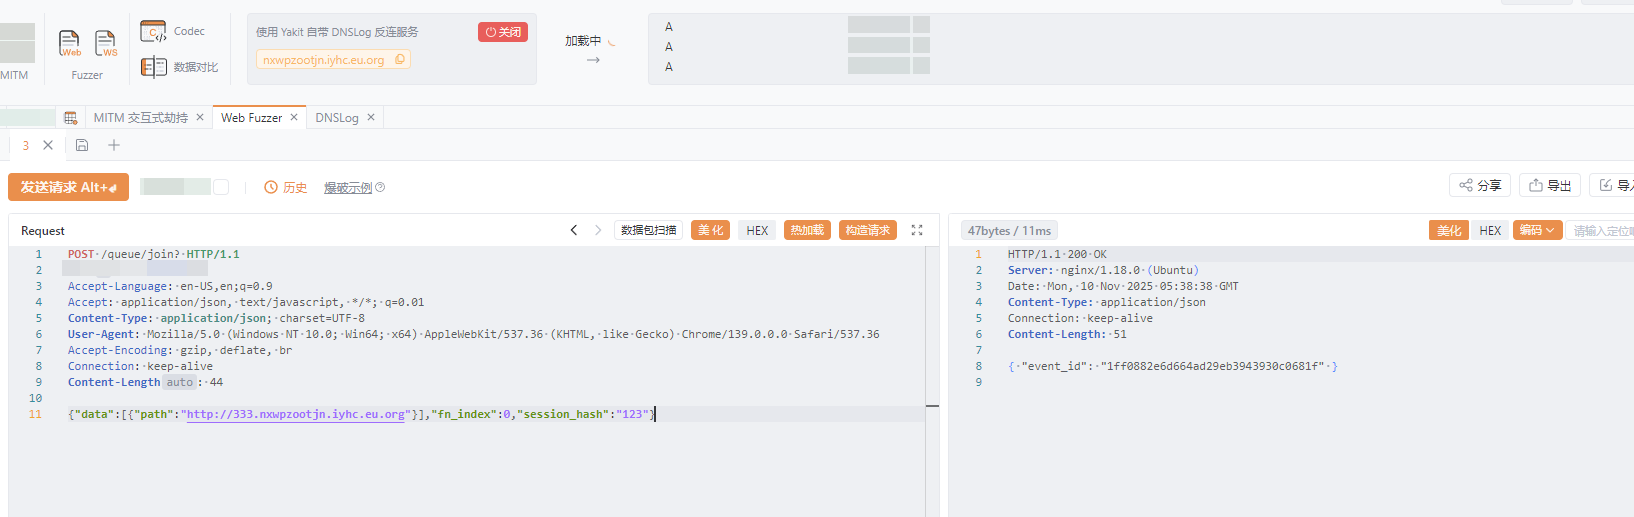 MITM
Web
WS
Fuzzer
Codec
数据对比
使用 Yakit 自带 DNSLog 反连服务
关闭
nxwpzootjn.iyhc.eu.org
加载中
→
A
A
A
MITM 交互式劫持 ×
Web Fuzzer ×
DNSLog ×
3 ×
发送请求 Alt+
历史
爆破示例
分享
导出
Request
数据包扫描
美化
HEX
热加载
构造请求
1 POST /queue/join? HTTP/1.1
2
3 Accept-Language: en-US,en;q=0.9
4 Accept: application/json, text/javascript, */*; q=0.01
5 Content-Type: application/json; charset=UTF-8
6 User-Agent: Mozilla/5.0 (Windows NT 10.0; Win64; x64) AppleWebKit/537.36 (KHTML, like Gecko) Chrome/139.0.0.0 Safari/537.36
7 Accept-Encoding: gzip, deflate, br
8 Connection: keep-alive
9 Content-Length auto : 44
10
11 {"data":[{"path":"http://333.nxwpzootjn.iyhc.eu.org"}],"fn_index":0,"session_hash":"123"}
47bytes / 11ms
美化
HEX
编码
1 HTTP/1.1 200 OK
2 Server: nginx/1.18.0 (Ubuntu)
3 Date: Mon, 10 Nov 2025 05:38:38 GMT
4 Content-Type: application/json
5 Connection: keep-alive
6 Content-Length: 51
7
8 { "event_id": "1ff0882e6d664ad29eb3943930c0681f" }
9